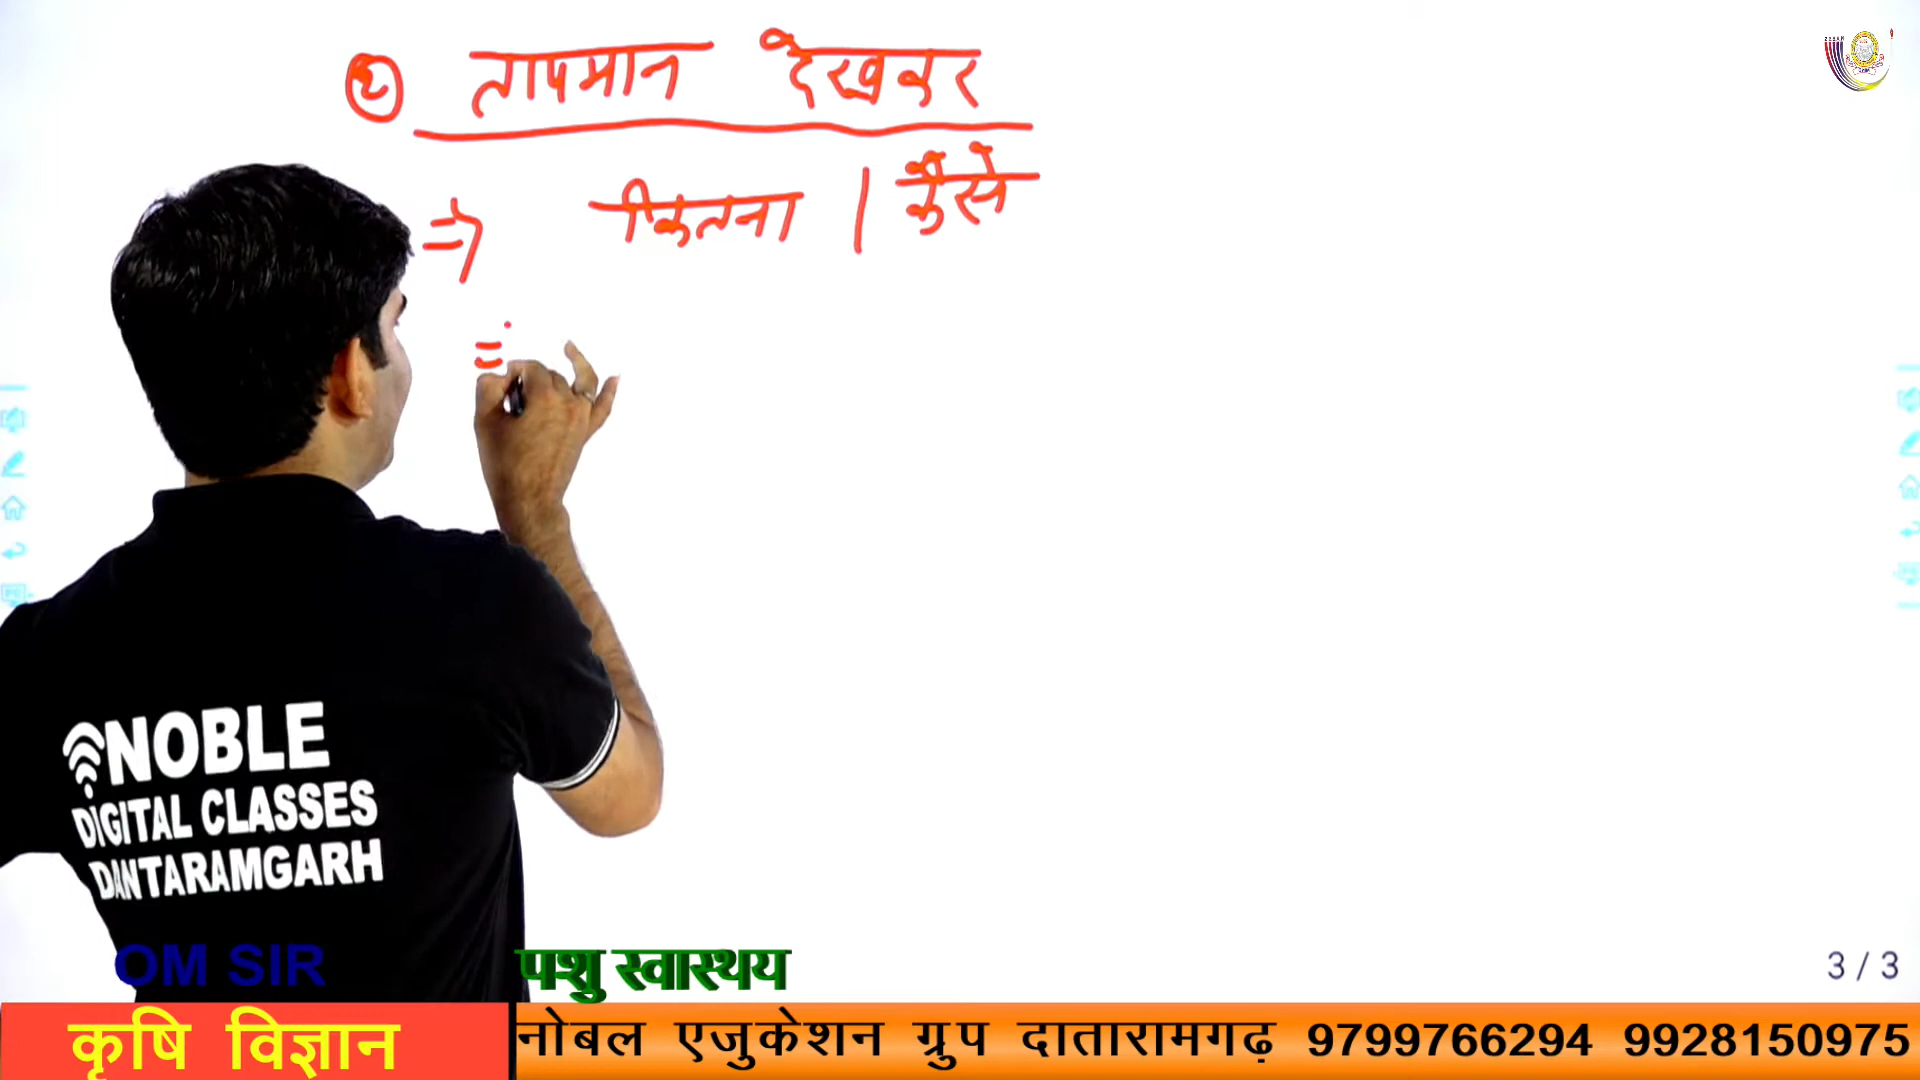 ② तापमान देखकर
⇒ कितना | कैसे
=
NOBLE
DIGITAL CLASSES
DANTARAMGARH
OM SIR
पशु स्वास्थय
3 / 3
कृषि विज्ञान
नोबल एजुकेशन ग्रुप दातारामगढ़ 9799766294 9928150975